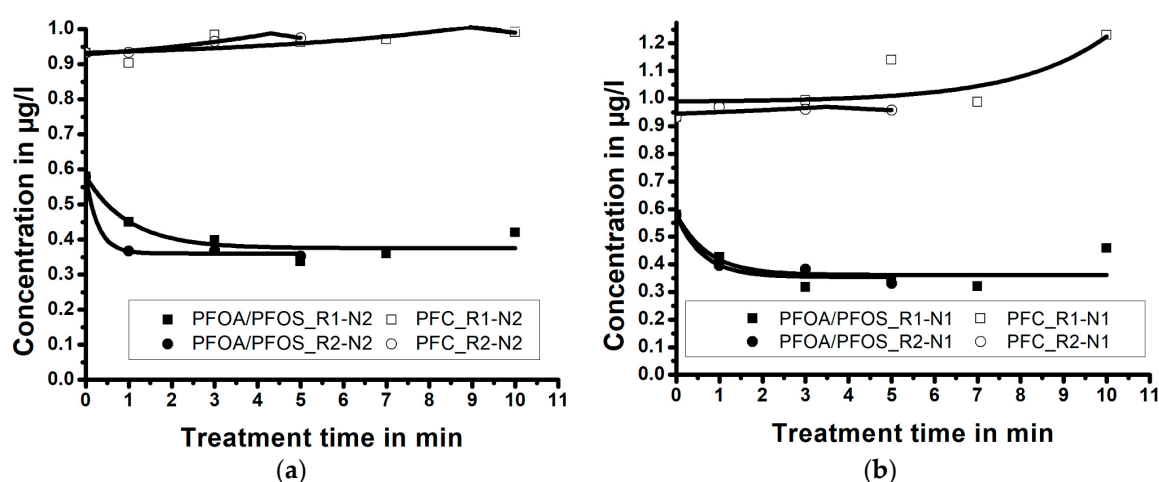 Concentration in µg/l
1.0
0.9
0.8
0.7
0.6
0.5
0.4
0.3
0.2
0.1
0.0
PFOA/PFOS_R1-N2 PFC_R1-N2
PFOA/PFOS_R2-N2 PFC_R2-N2
0 1 2 3 4 5 6 7 8 9 10 11
Treatment time in min
(a)
Concentration in µg/l
1.2
1.1
1.0
0.9
0.8
0.7
0.6
0.5
0.4
0.3
0.2
0.1
0.0
PFOA/PFOS_R1-N1 PFC_R1-N1
PFOA/PFOS_R2-N1 PFC_R2-N1
0 1 2 3 4 5 6 7 8 9 10 11
Treatment time in min
(b)